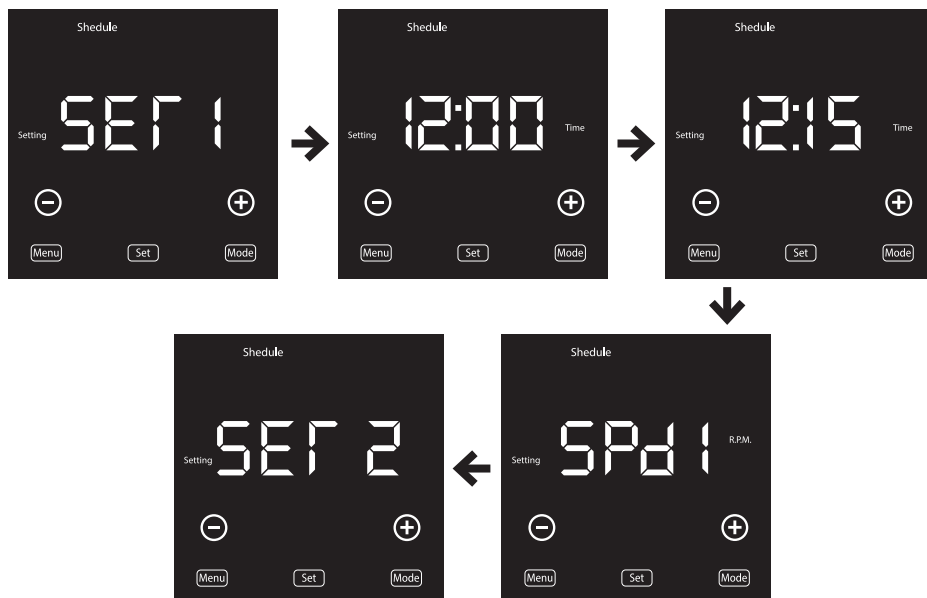 Shedule
Setting SET 1
Menu Set Mode
Shedule
Setting 12:00 Time
Menu Set Mode
Shedule
Setting 12:15 Time
Menu Set Mode
Shedule
Setting SET 2
Menu Set Mode
Shedule
Setting SPd1 R.P.M.
Menu Set Mode